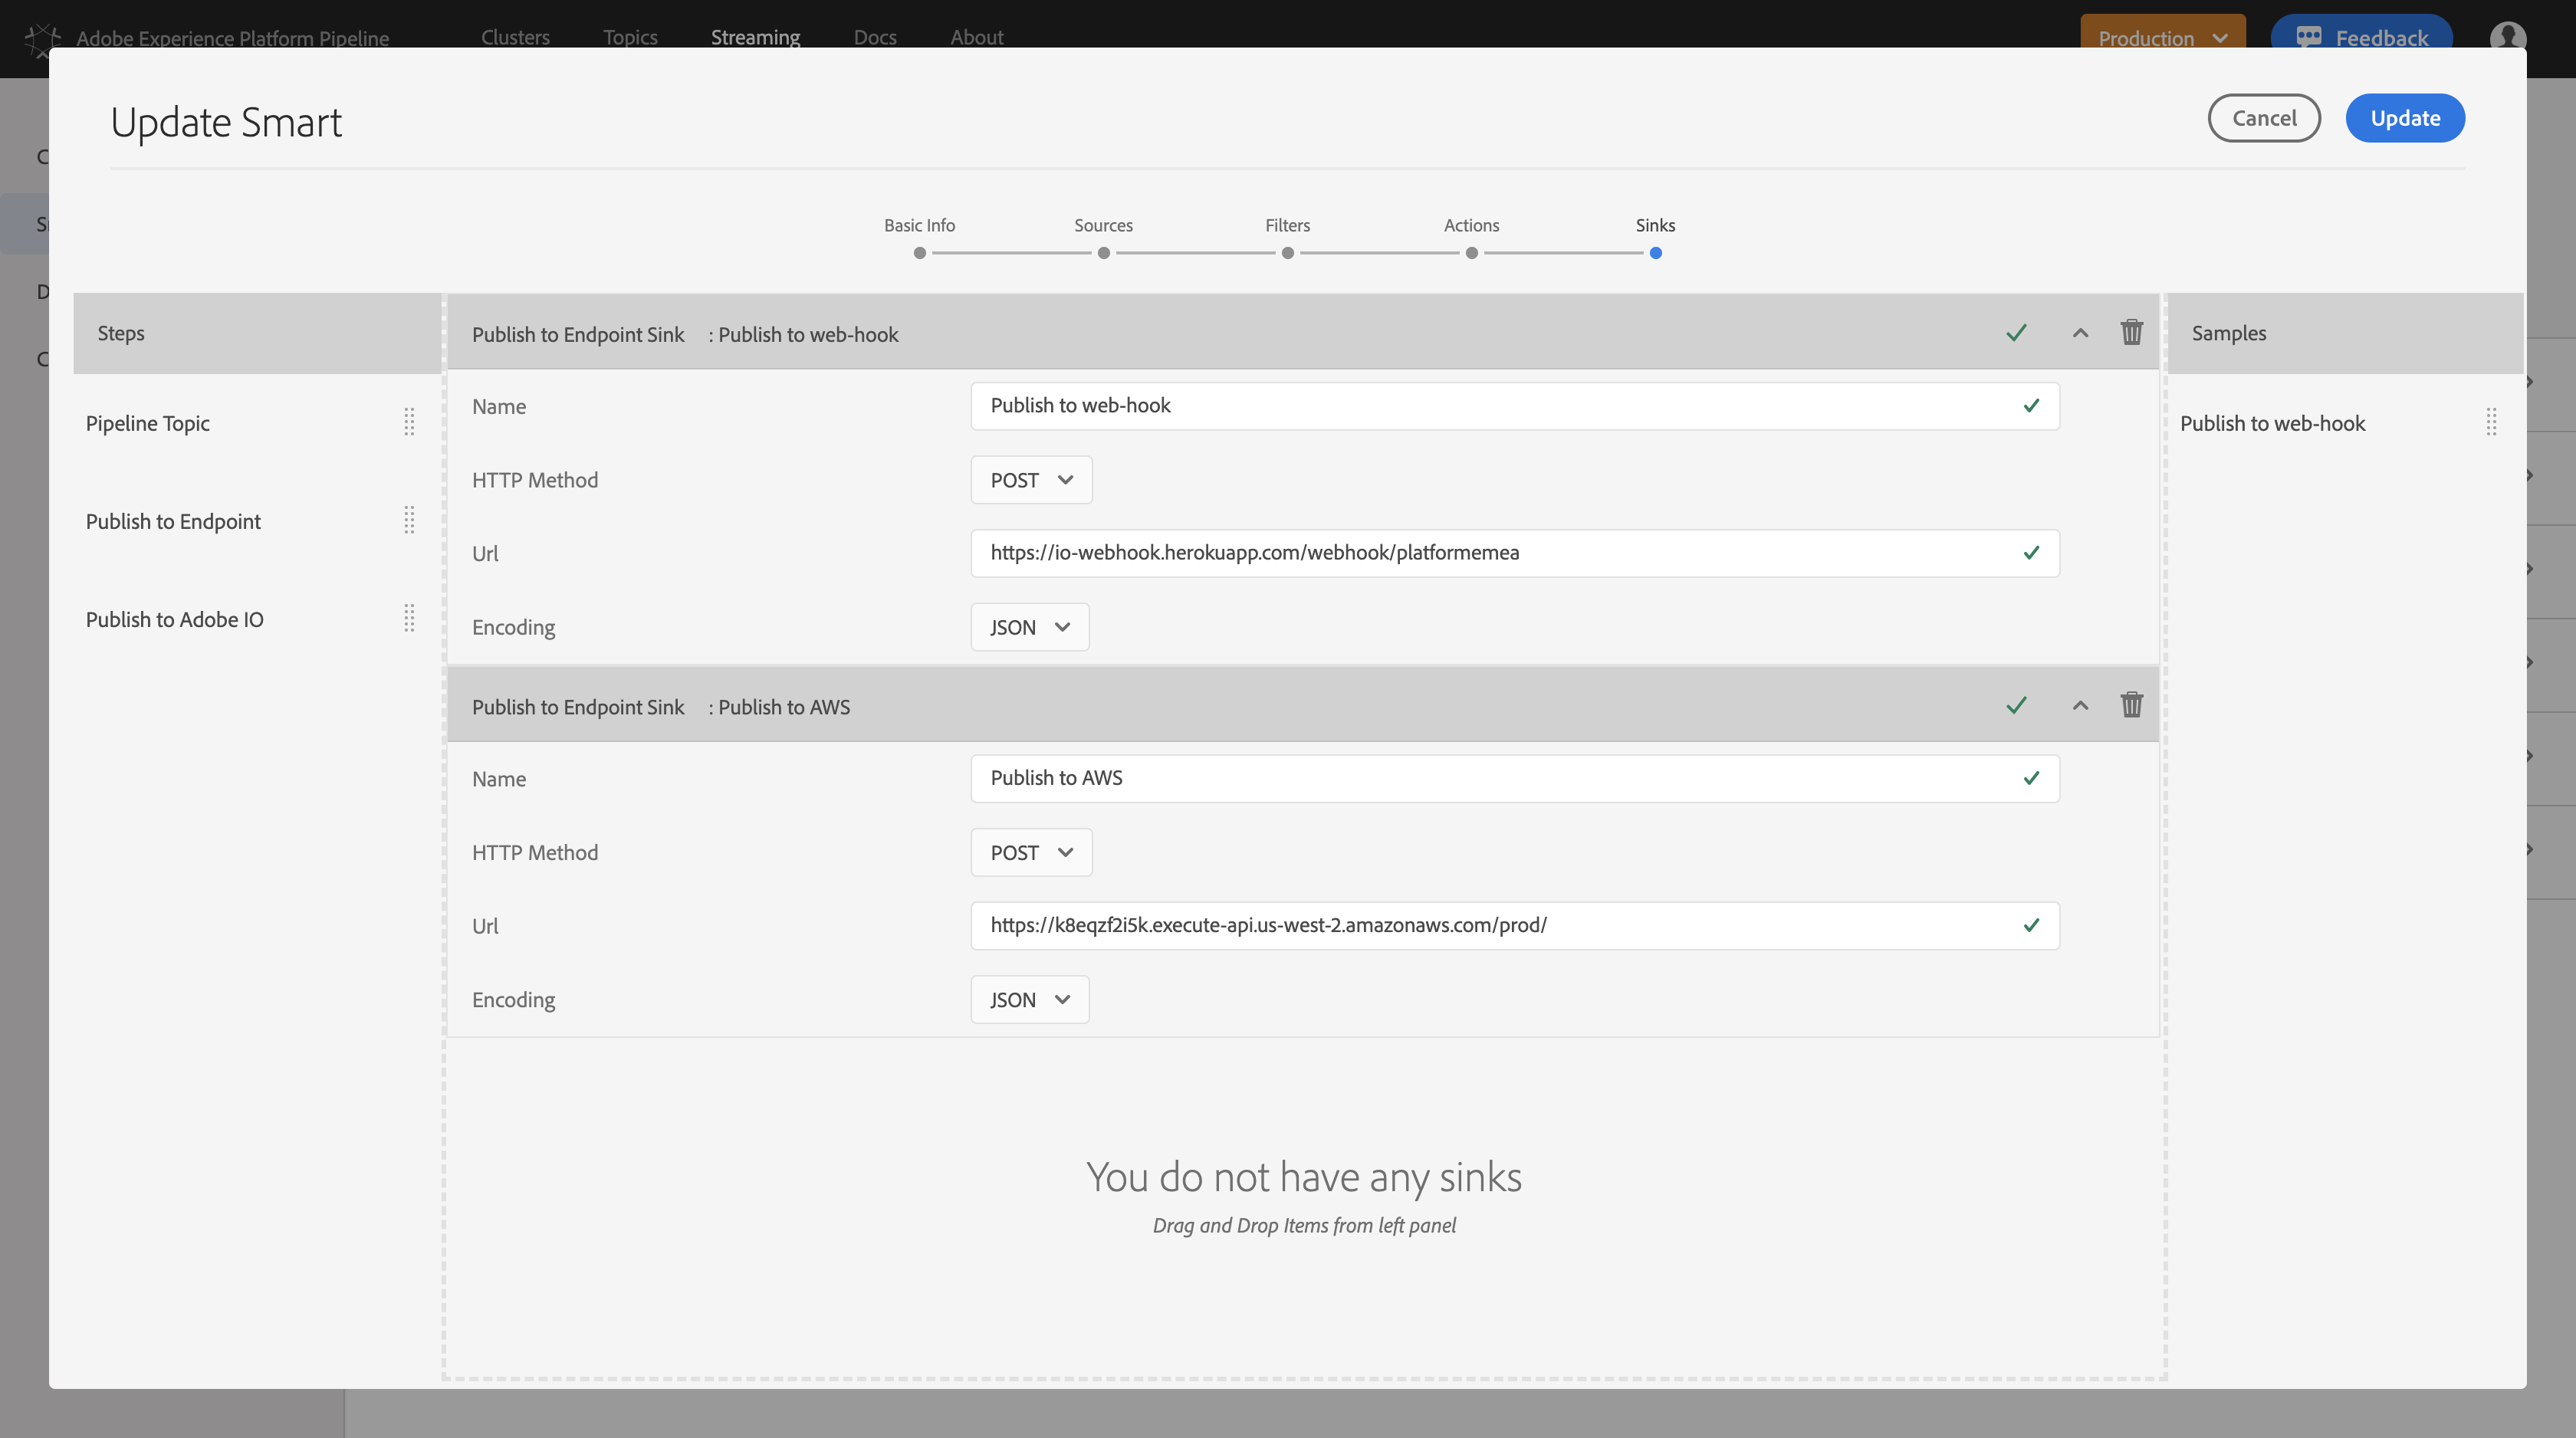 Adobe Experience Platform Pipeline Clusters Topics Streaming Docs About Production Feedback
Update Smart Cancel Update
Basic Info Sources Filters Actions Sinks
Steps
Pipeline Topic
Publish to Endpoint
Publish to Adobe IO
Publish to Endpoint Sink : Publish to web-hook
Name Publish to web-hook
HTTP Method POST
Url https://io-webhook.herokuapp.com/webhook/platformemea
Encoding JSON
Publish to Endpoint Sink : Publish to AWS
Name Publish to AWS
HTTP Method POST
Url https://k8eqzf2i5k.execute-api.us-west-2.amazonaws.com/prod/
Encoding JSON
You do not have any sinks
Drag and Drop Items from left panel
Samples
Publish to web-hook